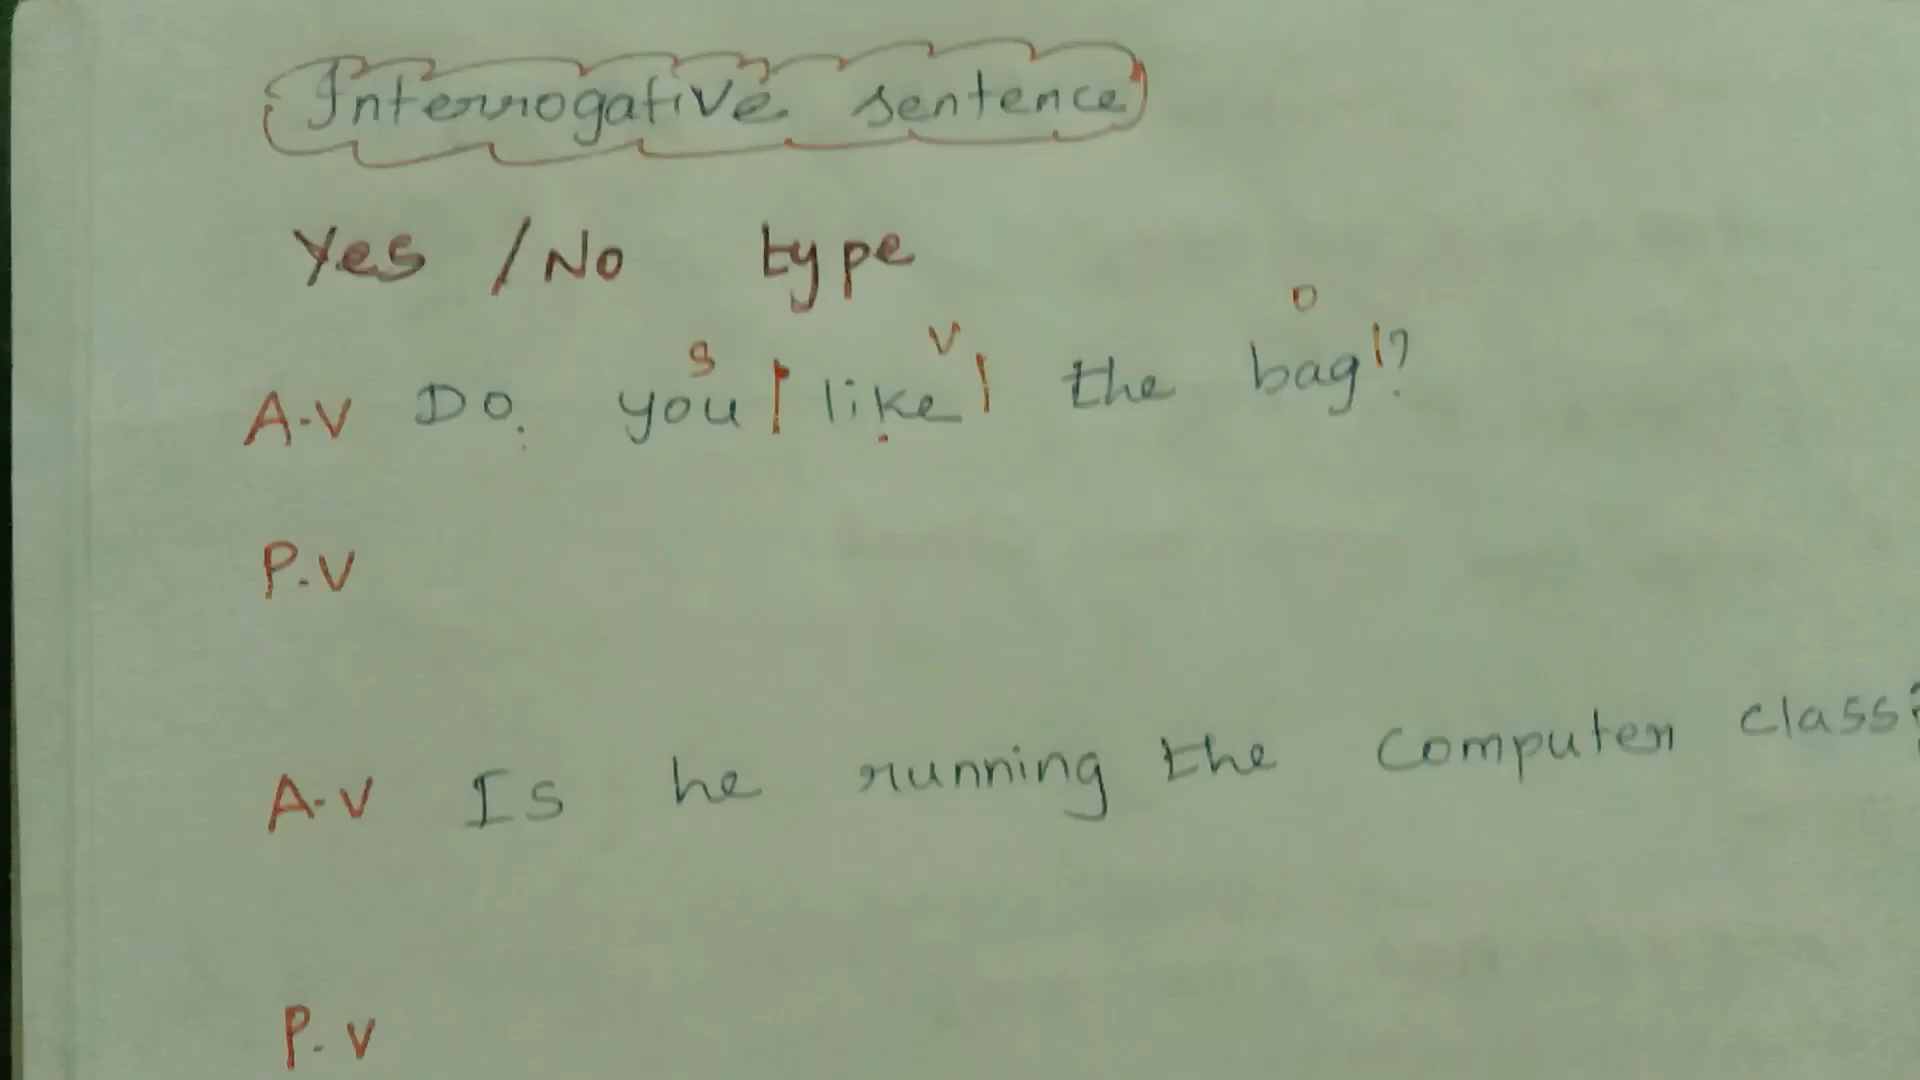 Interrogative sentence
Yes / No type
S V O
A-V Do you | like | the bag |?
P.V
A-V Is he running the computer class?
P-V